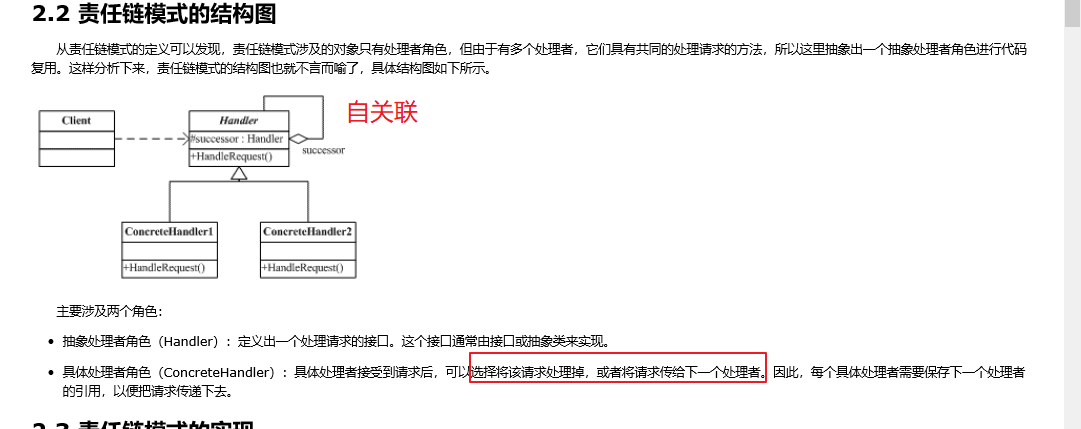 2.2 责任链模式的结构图
从责任链模式的定义可以发现，责任链模式涉及的对象只有处理者角色，但由于有多个处理者，它们具有共同的处理请求的方法，所以这里抽象出一个抽象处理者角色进行代码
复用。这样分析下来，责任链模式的结构图也就不言而喻了，具体结构图如下所示。
自关联
Client
Handler
#successor : Handler
+HandleRequest()
successor
ConcreteHandler1
+HandleRequest()
ConcreteHandler2
+HandleRequest()
主要涉及两个角色：
• 抽象处理者角色（Handler）：定义出一个处理请求的接口。这个接口通常由接口或抽象类来实现。
• 具体处理者角色（ConcreteHandler）：具体处理者接受到请求后，可以选择将该请求处理掉，或者将请求传给下一个处理者。因此，每个具体处理者需要保存下一个处理者
的引用，以便把请求传递下去。
2.3 责任链模式的实现